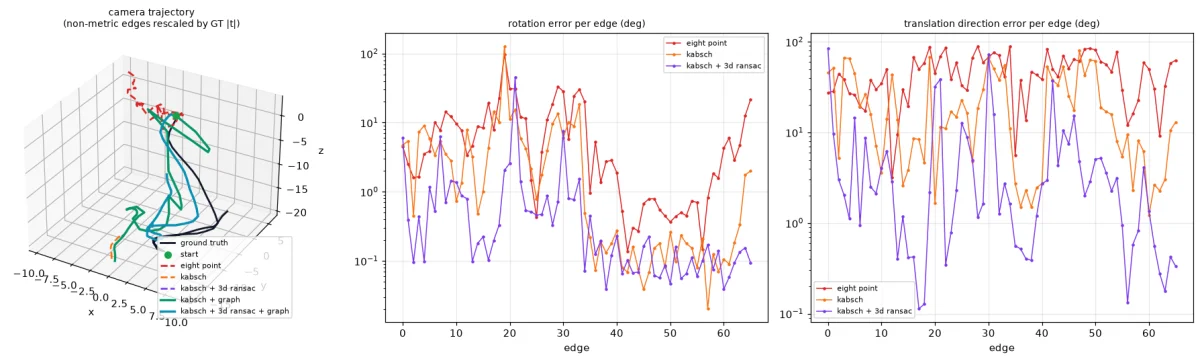 camera trajectory
(non-metric edges rescaled by GT |t|)
0
−5
−10
−15
−20
z
5
0
−5
y
−10.0
−7.5
−5.0
−2.5
0.0
2.5
5.0
10.0
x
ground truth
start
eight point
kabsch
kabsch + 3d ransac
kabsch + graph
kabsch + 3d ransac + graph
rotation error per edge (deg)
eight point
kabsch
kabsch + 3d ransac
10²
10¹
10⁰
10⁻¹
0
10
20
30
40
50
60
edge
translation direction error per edge (deg)
10²
10¹
10⁰
10⁻¹
eight point
kabsch
kabsch + 3d ransac
0
10
20
30
40
50
60
edge